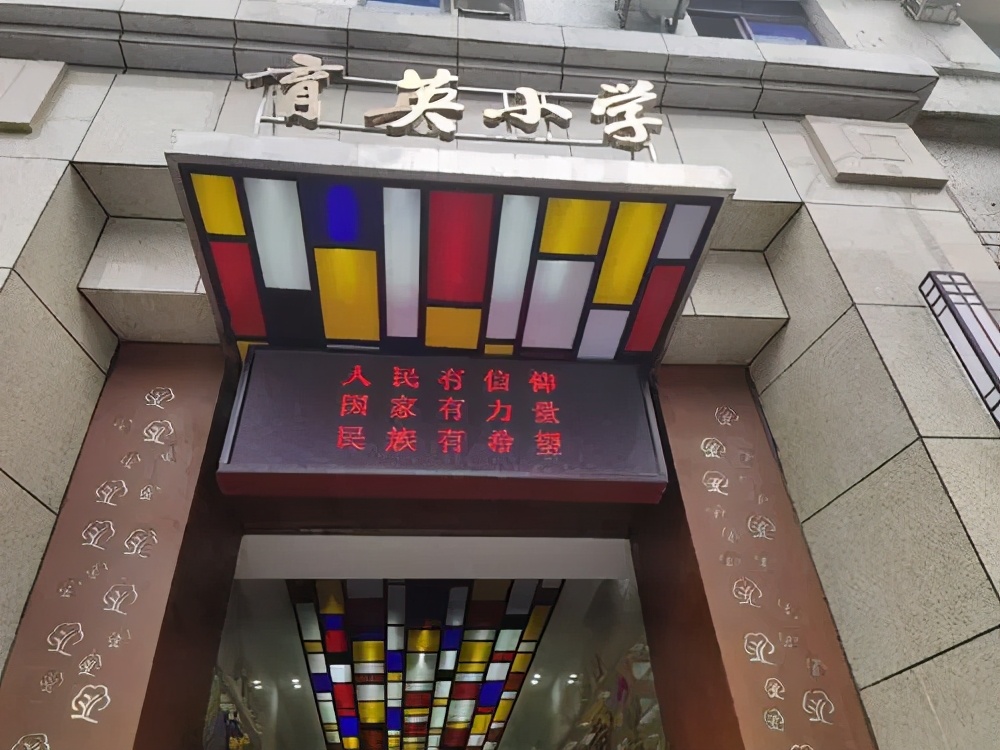 育英小学
人民有信仰
国家有力量
民族有希望